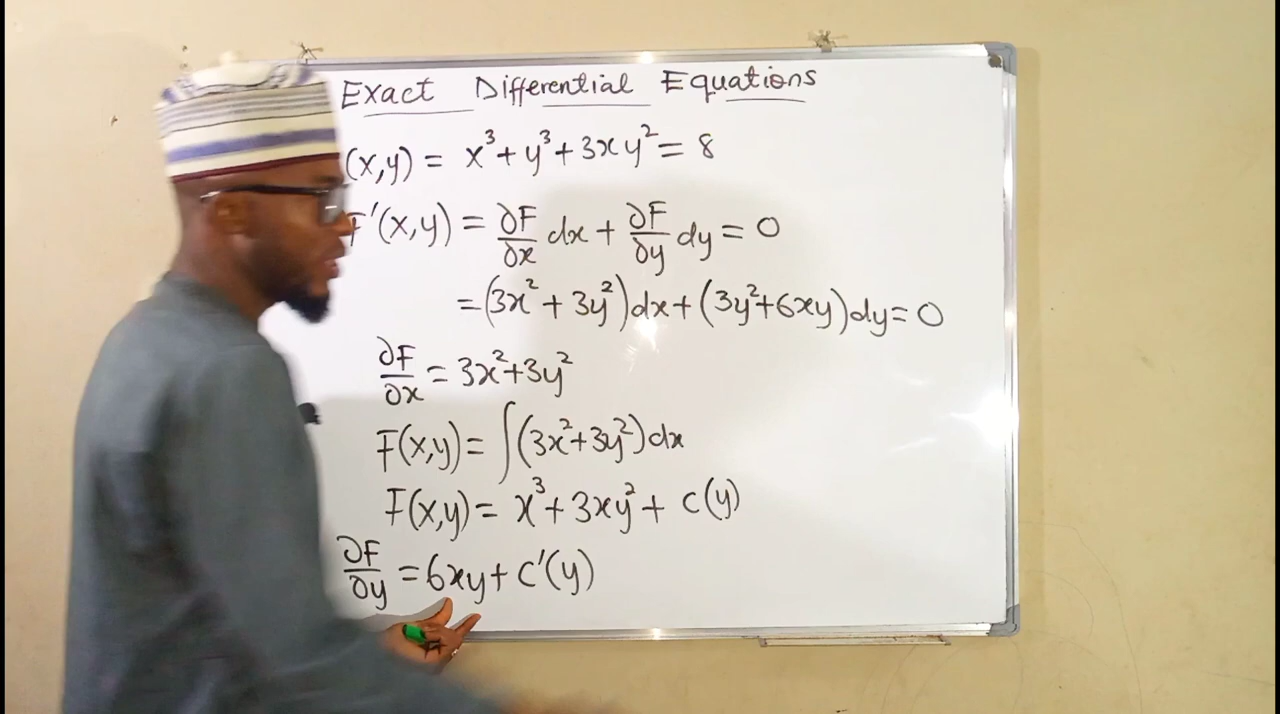 Exact Differential Equations
(x,y) = x³ + y³ + 3xy² = 8
F'(x,y) = ∂F/∂x dx + ∂F/∂y dy = 0
= (3x² + 3y²)dx + (3y²+6xy)dy = 0
∂F/∂x = 3x²+3y²
F(x,y) = ∫(3x²+3y²)dx
F(x,y) = x³ + 3xy² + c(y)
∂F/∂y = 6xy + c'(y)